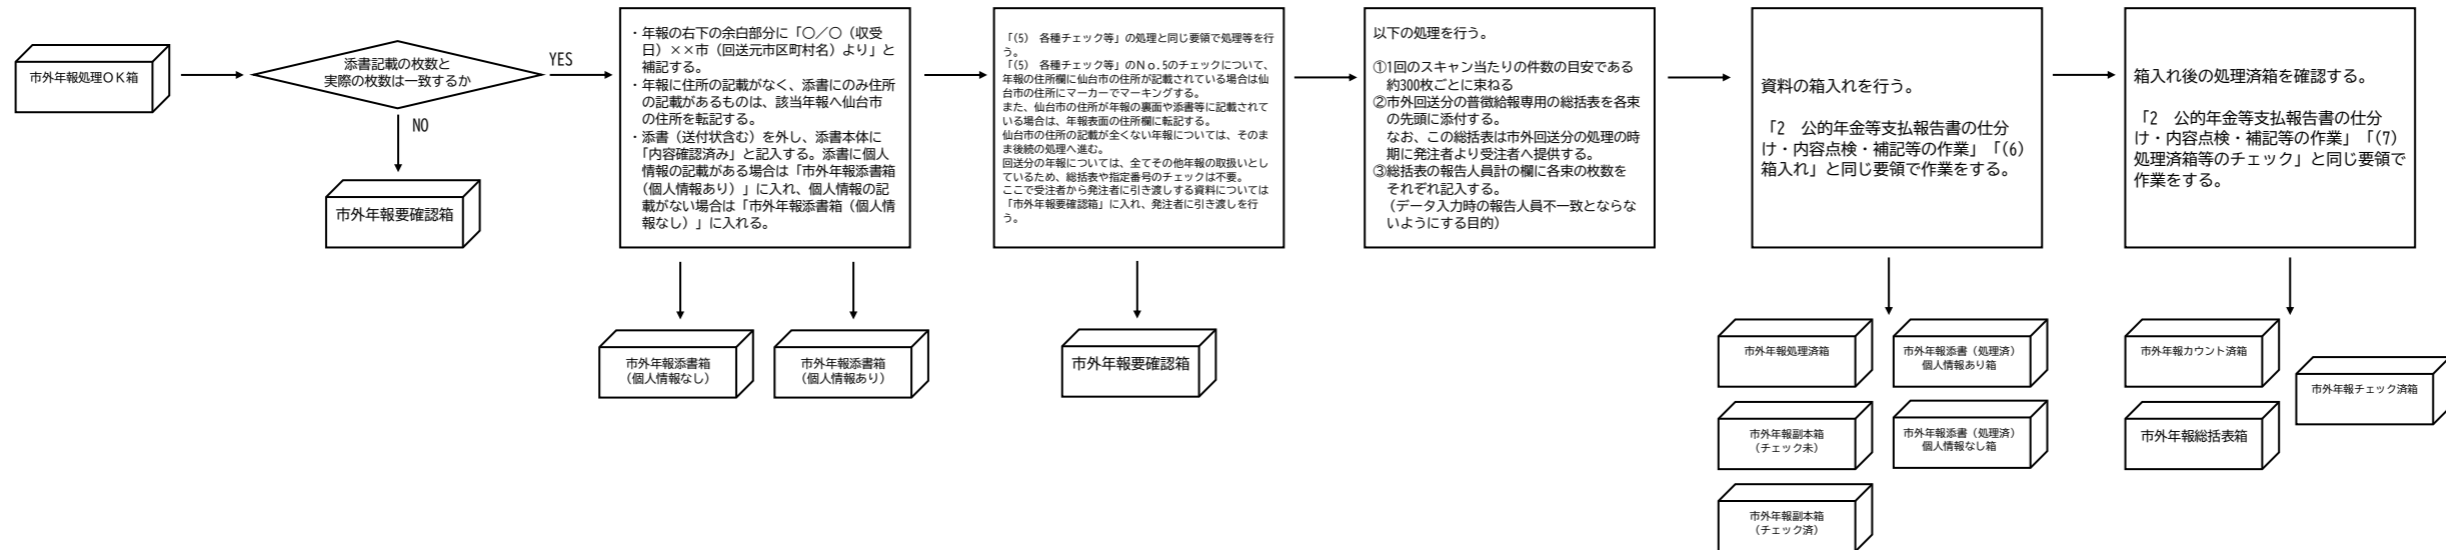 市外年報処理ＯＫ箱
添書記載の枚数と
実際の枚数は一致するか
YES
NO
市外年報要確認箱
・年報の右下の余白部分に「〇／〇（収受
日）××市（回送元市区町村名）より」と
補記する。
・年報に住所の記載がなく、添書にのみ住所
の記載があるものは、該当年報へ仙台市
の住所を転記する。
・添書（送付状含む）を外し、添書本体に
「内容確認済み」と記入する。添書に個人
情報の記載がある場合は「市外年報添書箱
（個人情報あり）」に入れ、個人情報の記
載がない場合は「市外年報添書箱（個人情
報なし）」に入れる。
市外年報添書箱
（個人情報なし）
市外年報添書箱
（個人情報あり）
「(5)　各種チェック等」の処理と同じ要領で処理等を行
う。
「(5)　各種チェック等」のＮｏ.5のチェックについて、
年報の住所欄に仙台市の住所が記載されている場合は仙
台市の住所にマーカーでマーキングする。
また、仙台市の住所が年報の裏面や添書等に記載されて
いる場合は、年報表面の住所欄に転記する。
仙台市の住所の記載が全くない年報については、そのま
ま後続の処理へ進む。
回送分の年報については、全てその他年報の取扱いとし
ているため、総括表や指定番号のチェックは不要。
ここで受注者から発注者に引き渡しする資料については
「市外年報要確認箱」に入れ、発注者に引き渡しを行
う。
市外年報要確認箱
以下の処理を行う。
①1回のスキャン当たりの件数の目安である
約300枚ごとに束ねる
②市外回送分の普徴給報専用の総括表を各束
の先頭に添付する。
なお、この総括表は市外回送分の処理の時
期に発注者より受注者へ提供する。
③総括表の報告人員計の欄に各束の枚数を
それぞれ記入する。
（データ入力時の報告人員不一致とならな
いようにする目的）
資料の箱入れを行う。
「2　公的年金等支払報告書の仕分
け・内容点検・補記等の作業」「(6)
箱入れ」と同じ要領で作業をする。
市外年報処理済箱
市外年報添書（処理済）
個人情報あり箱
市外年報副本箱
（チェック未）
市外年報添書（処理済）
個人情報なし箱
市外年報副本箱
（チェック済）
箱入れ後の処理済箱を確認する。
「2　公的年金等支払報告書の仕分
け・内容点検・補記等の作業」「(7)
処理済箱等のチェック」と同じ要領で
作業をする。
市外年報カウント済箱
市外年報チェック済箱
市外年報総括表箱